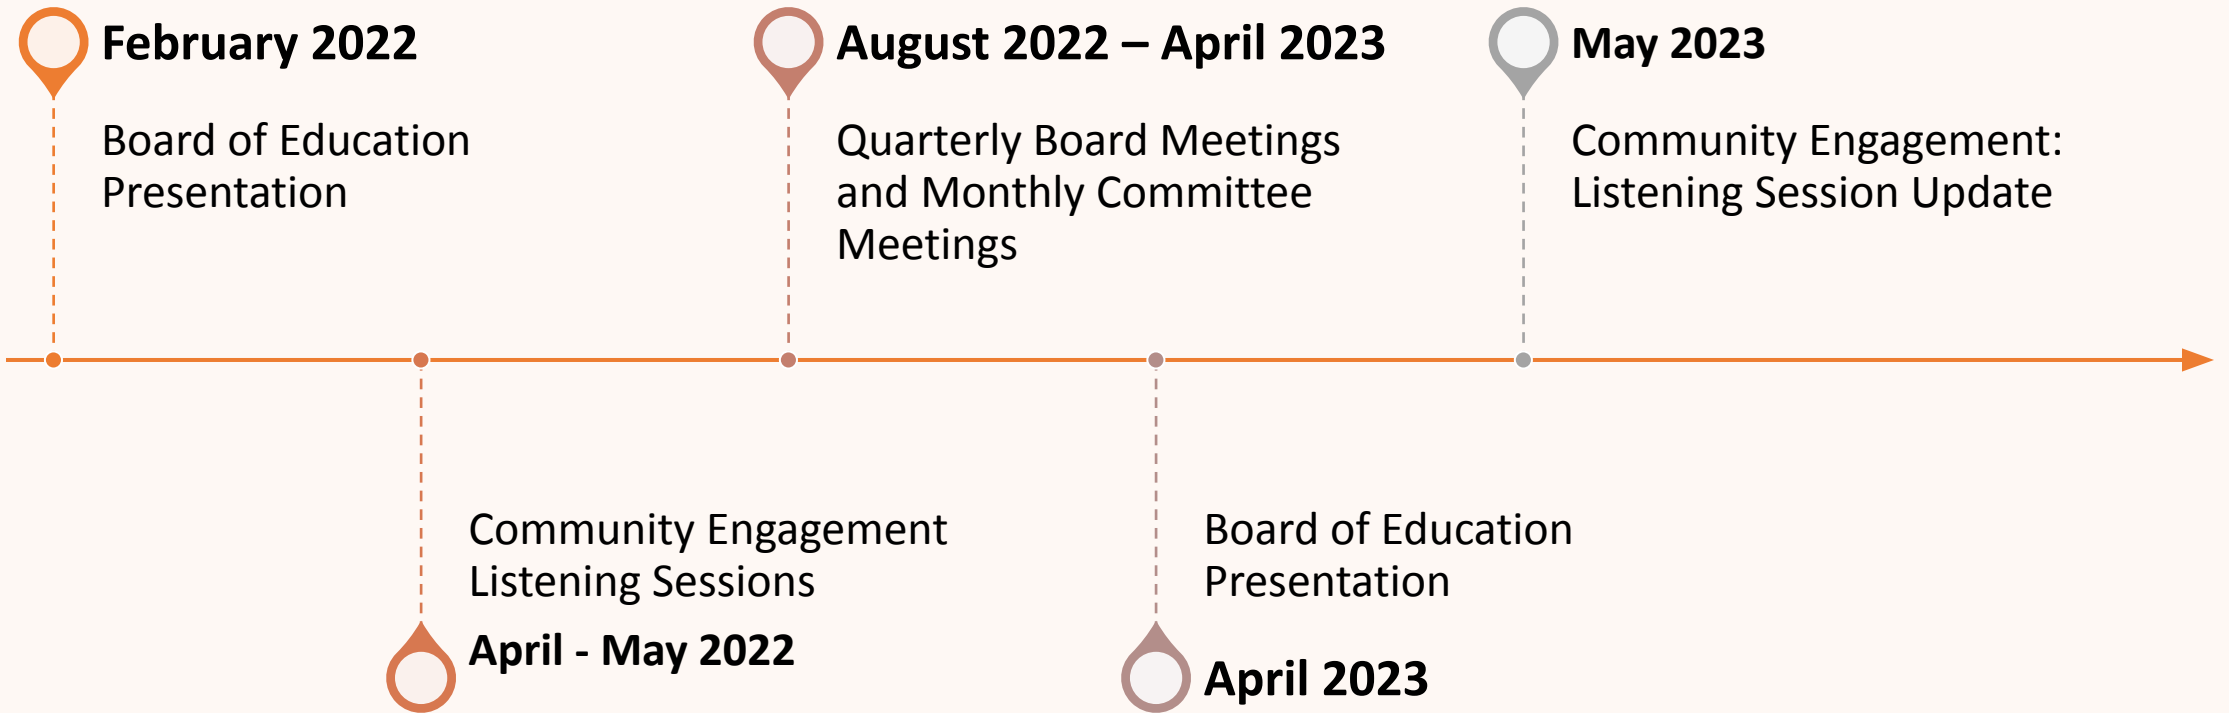 February 2022
Board of Education
Presentation
Community Engagement
Listening Sessions
April - May 2022
August 2022 – April 2023
Quarterly Board Meetings
and Monthly Committee
Meetings
Board of Education
Presentation
April 2023
May 2023
Community Engagement:
Listening Session Update